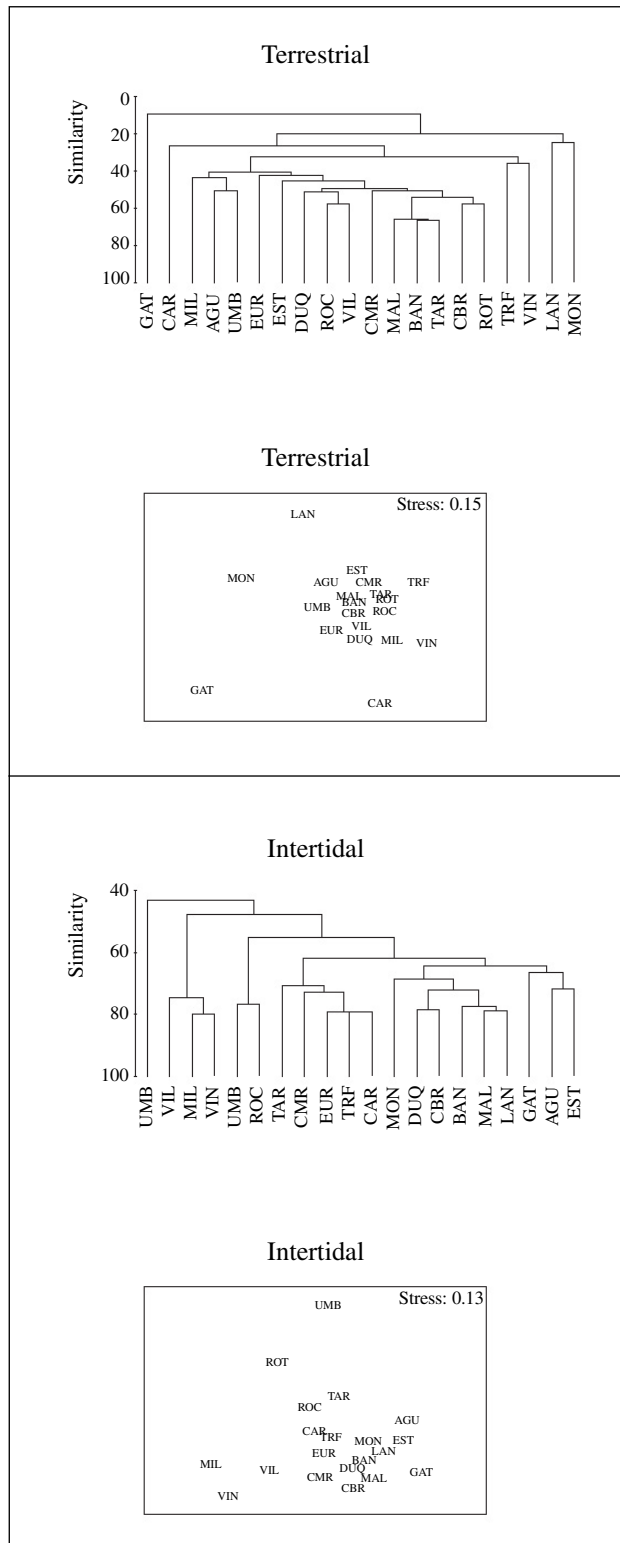 Terrestrial
Similarity
0
20
40
60
80
100
GAT CAR MIL AGU UMB EUR EST DUQ ROC VIL CMR MAL BAN TAR CBR ROT TRF VIN LAN MON
Terrestrial
Stress: 0.15
LAN
EST
MON
AGU CMR TRF
MAL TAR
BAN ROT
UMB CBR ROC
EUR VIL
DUQ MIL VIN
GAT
CAR
Intertidal
Similarity
40
60
80
100
UMB VIL MIL VIN UMB ROC TAR CMR EUR TRF CAR MON DUQ CBR BAN MAL LAN GAT AGU EST
Intertidal
Stress: 0.13
UMB
ROT
TAR
ROC
AGU
CAR
TRF MON EST
EUR LAN
BAN
MIL VIL DUQ GAT
CMR MAL
CBR
VIN